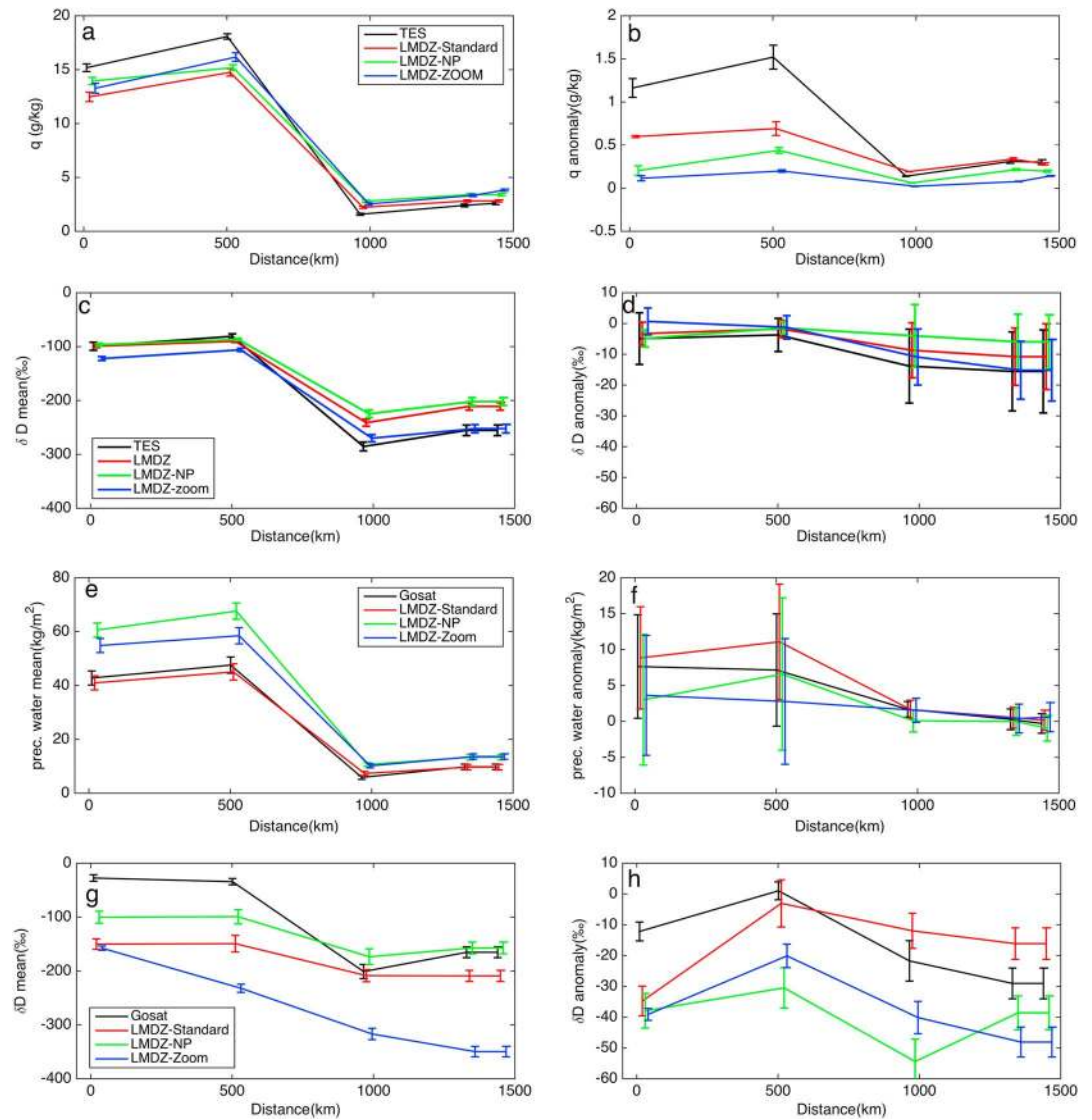 a
20
15
10
5
0
q (g/kg)
TES
LMDZ-Standard
LMDZ-NP
LMDZ-ZOOM
0 500 1000 1500
Distance(km)
b
2
1.5
1
0.5
0
-0.5
q anomaly(g/kg)
0 500 1000 1500
Distance(km)
c
0
-100
-200
-300
-400
δ D mean(‰)
TES
LMDZ
LMDZ-NP
LMDZ-zoom
0 500 1000 1500
Distance(km)
d
10
0
-10
-20
-30
-40
-50
-60
δ D anomaly(‰)
0 500 1000 1500
Distance(km)
e
80
60
40
20
0
prec. water mean(kg/m²)
Gosat
LMDZ-Standard
LMDZ-NP
LMDZ-Zoom
0 500 1000 1500
Distance(km)
f
20
15
10
5
0
-5
-10
prec. water anomaly(kg/m²)
0 500 1000 1500
Distance(km)
g
0
-100
-200
-300
-400
δD mean(‰)
Gosat
LMDZ-Standard
LMDZ-NP
LMDZ-Zoom
0 500 1000 1500
Distance(km)
h
10
0
-10
-20
-30
-40
-50
-60
δD anomaly(‰)
0 500 1000 1500
Distance(km)